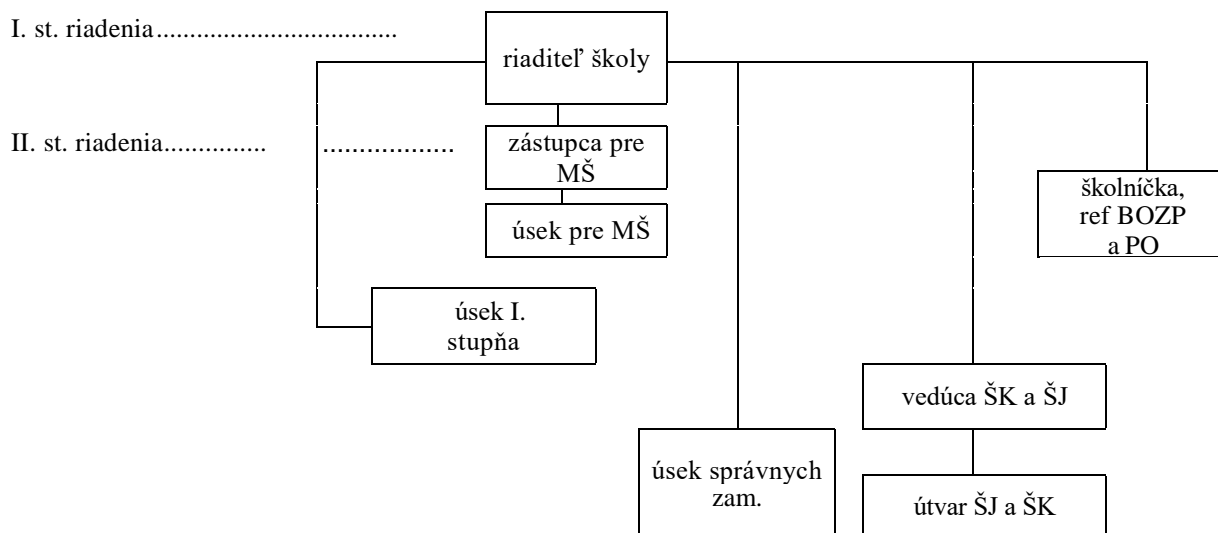 I. st. riadenia....................................
riaditeľ školy
II. st. riadenia............... ..................
zástupca pre
MŠ
školníčka,
ref BOZP
a PO
úsek pre MŠ
úsek I.
stupňa
vedúca ŠK a ŠJ
úsek správnych
zam.
útvar ŠJ a ŠK